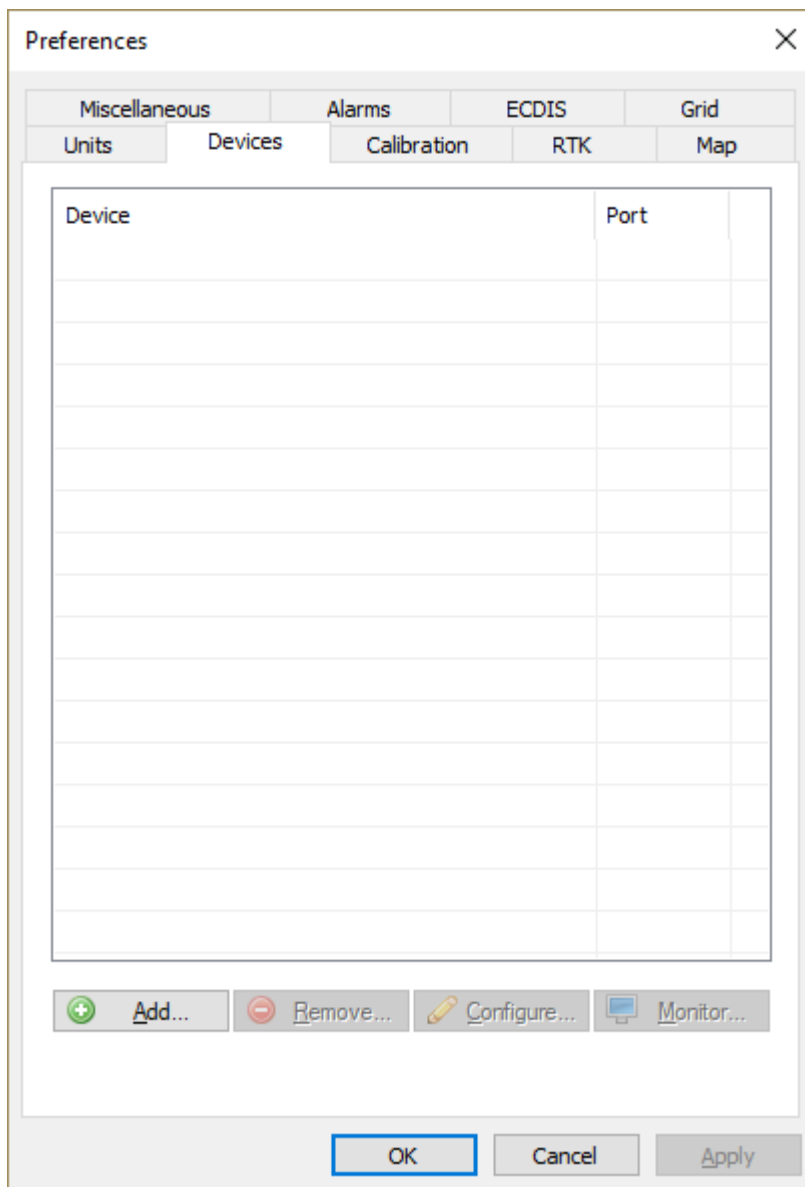 Preferences
Miscellaneous Alarms ECDIS Grid
Units Devices Calibration RTK Map
Device Port
Add... Remove... Configure... Monitor...
OK Cancel Apply